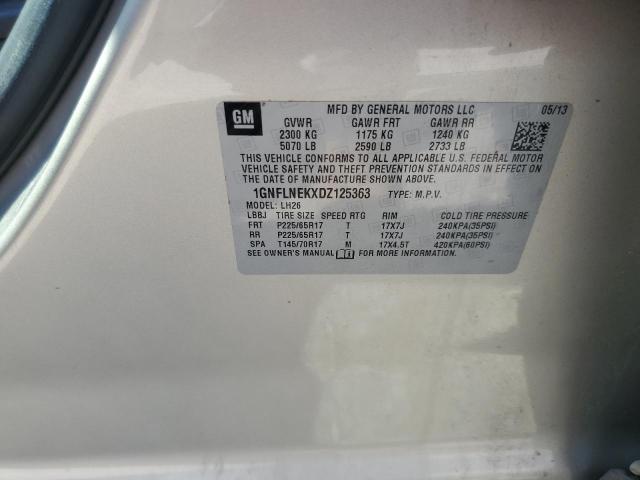 GM
MFD BY GENERAL MOTORS LLC 05/13
GVWR GAWR FRT GAWR RR
2300 KG 1175 KG 1240 KG
5070 LB 2590 LB 2733 LB
THIS VEHICLE CONFORMS TO ALL APPLICABLE U.S. FEDERAL MOTOR
VEHICLE SAFETY AND THEFT PREVENTION STANDARDS IN EFFECT ON
THE DATE OF MANUFACTURE SHOWN ABOVE.
1GNFLNEKXDZ125363 TYPE: M.P.V.
MODEL: LH26
LBBJ TIRE SIZE SPEED RTG RIM COLD TIRE PRESSURE
FRT P225/65R17 T 17X7J 240KPA(35PSI)
RR P225/65R17 T 17X7J 240KPA(35PSI)
SPA T145/70R17 M 17X4.5T 420KPA(60PSI)
SEE OWNER'S MANUAL FOR MORE INFORMATION.